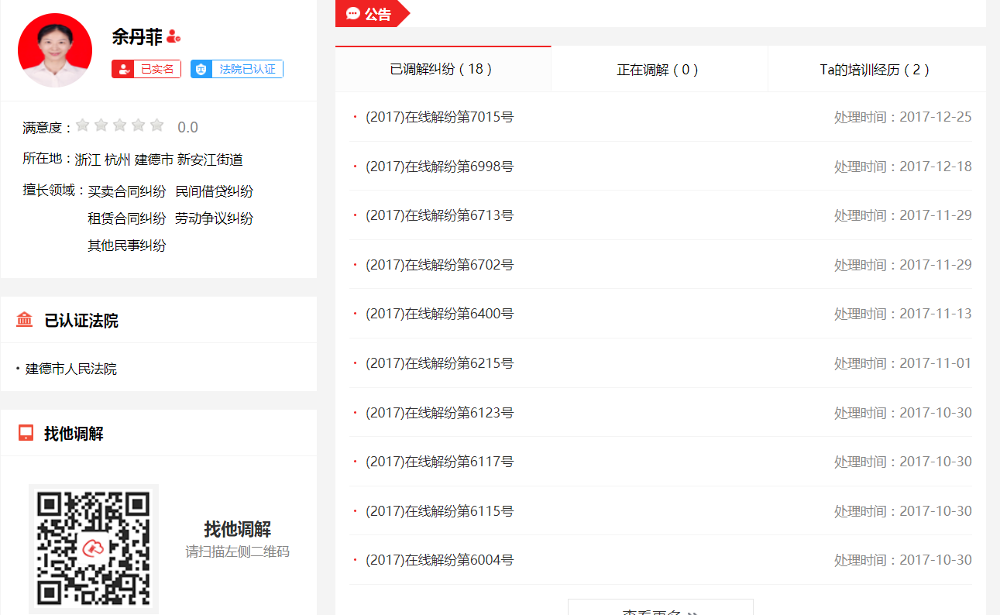 余丹菲
已实名 法院已认证
满意度： 0.0
所在地：浙江 杭州 建德市 新安江街道
擅长领域：买卖合同纠纷 民间借贷纠纷
租赁合同纠纷 劳动争议纠纷
其他民事纠纷
已认证法院
· 建德市人民法院
找他调解
找他调解
请扫描左侧二维码
公告
已调解纠纷（18） 正在调解（0） Ta的培训经历（2）
· (2017)在线解纷第7015号 处理时间：2017-12-25
· (2017)在线解纷第6998号 处理时间：2017-12-18
· (2017)在线解纷第6713号 处理时间：2017-11-29
· (2017)在线解纷第6702号 处理时间：2017-11-29
· (2017)在线解纷第6400号 处理时间：2017-11-13
· (2017)在线解纷第6215号 处理时间：2017-11-01
· (2017)在线解纷第6123号 处理时间：2017-10-30
· (2017)在线解纷第6117号 处理时间：2017-10-30
· (2017)在线解纷第6115号 处理时间：2017-10-30
· (2017)在线解纷第6004号 处理时间：2017-10-30
查看更多